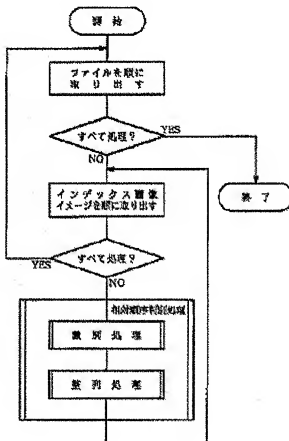 開始
ファイルを順に
取り出す
すべて処理?
YES
NO
インデックス画像
イメージを順に取り出す
終了
すべて処理?
YES
NO
識別処理
整列処理